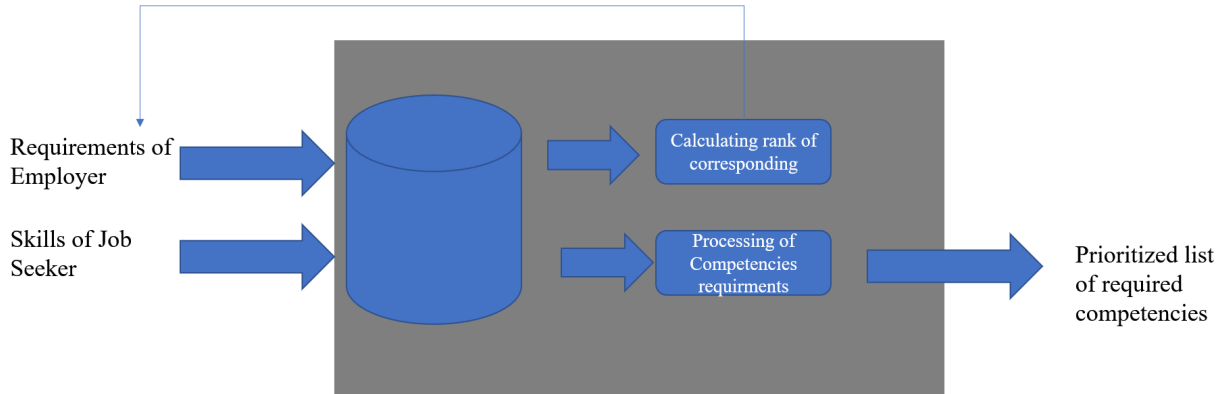 Requirements of
Employer
Skills of Job
Seeker
Calculating rank of
corresponding
Processing of
Competencies
requirments
Prioritized list
of required
competencies